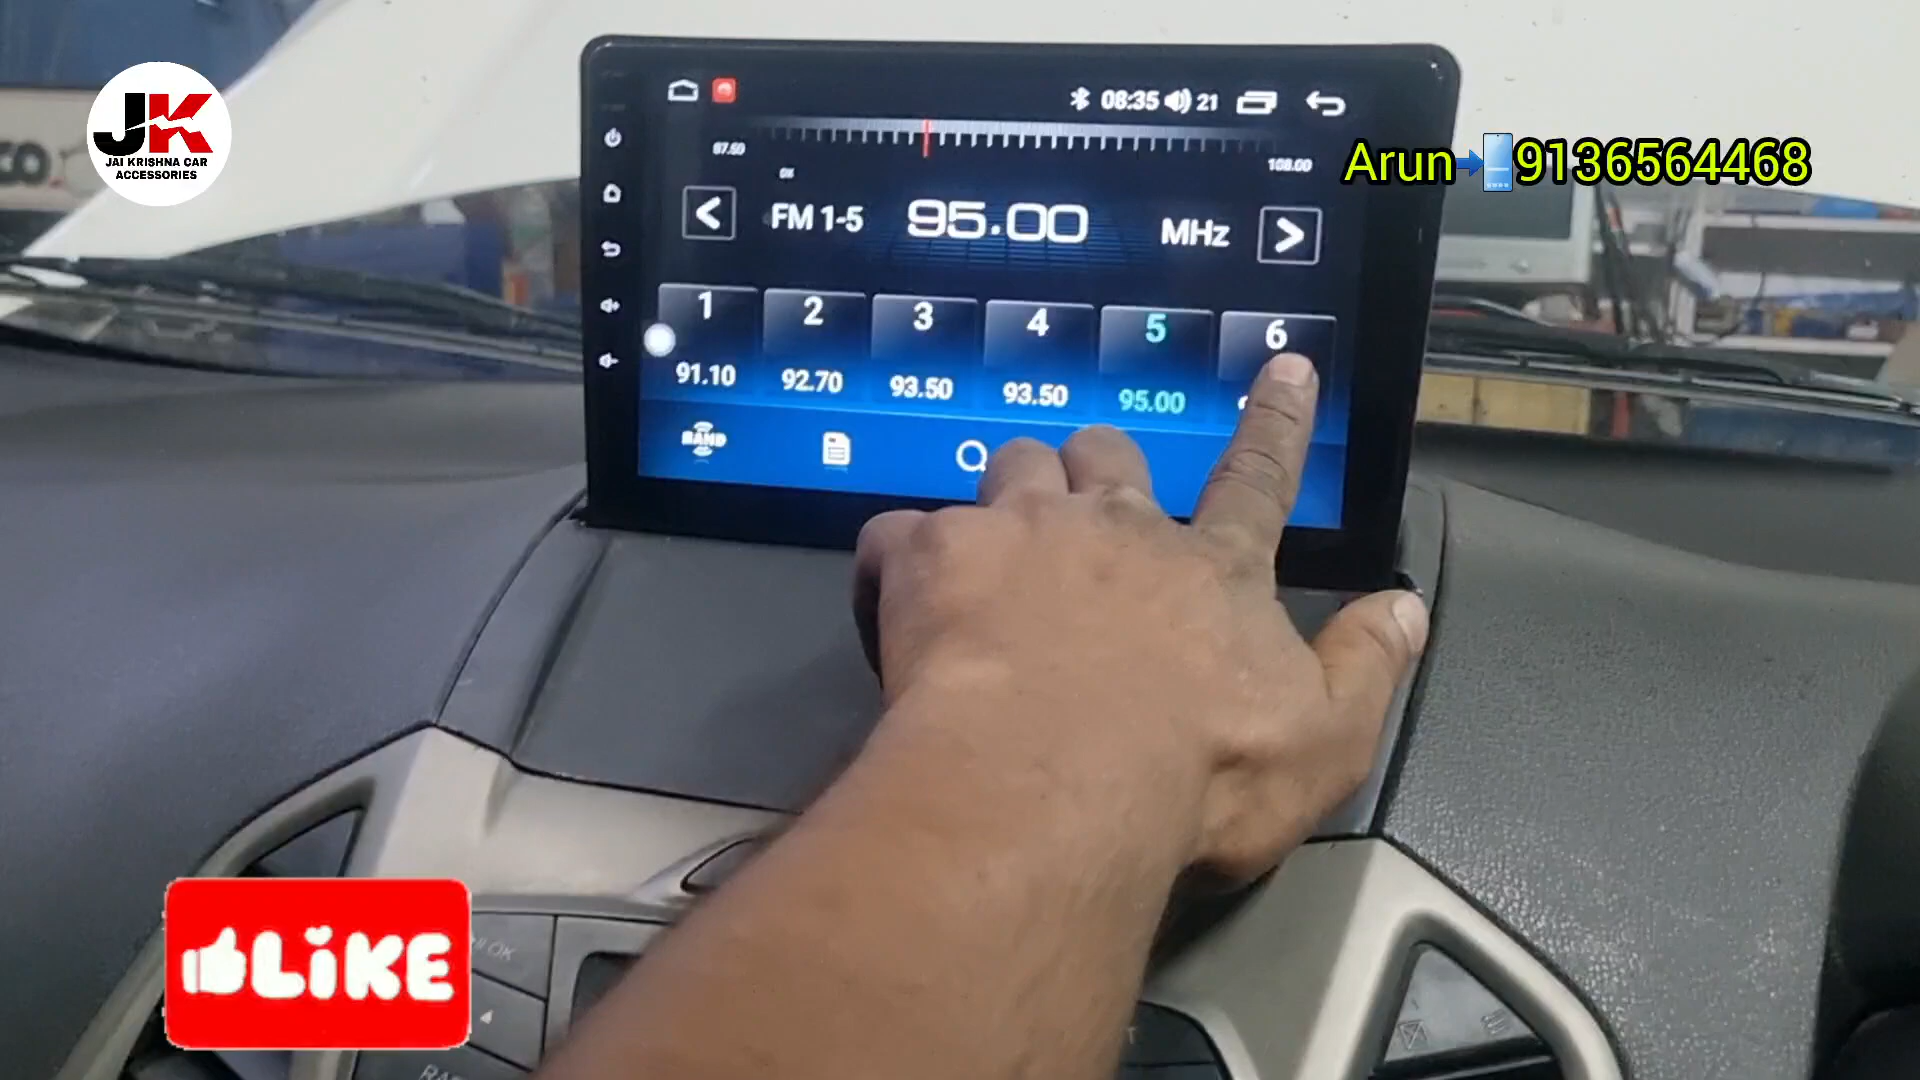 JK
JAI KRISHNA CAR
ACCESSORIES
08:35 21
Arun 9136564468
87.50
108.00
DX
FM 1-5 95.00 MHz
1 2 3 4 5 6
91.10 92.70 93.50 93.50 95.00
BAND
LiKE
OK